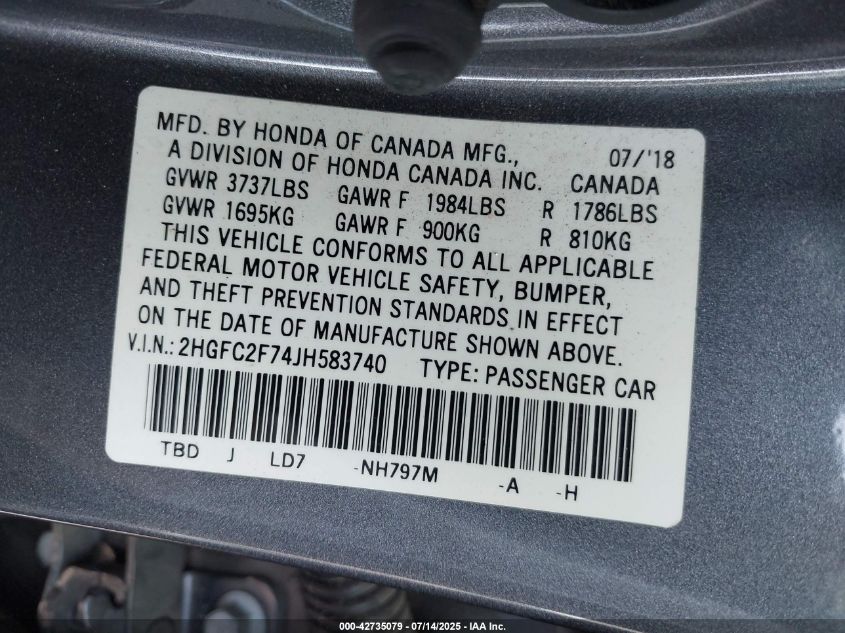 MFD. BY HONDA OF CANADA MFG., 07/'18
A DIVISION OF HONDA CANADA INC. CANADA
GVWR 3737LBS GAWR F 1984LBS R 1786LBS
GVWR 1695KG GAWR F 900KG R 810KG
THIS VEHICLE CONFORMS TO ALL APPLICABLE
FEDERAL MOTOR VEHICLE SAFETY, BUMPER,
AND THEFT PREVENTION STANDARDS IN EFFECT
ON THE DATE OF MANUFACTURE SHOWN ABOVE.
V.I.N.: 2HGFC2F74JH583740 TYPE: PASSENGER CAR
TBD J LD7 -NH797M -A -H
000-42735079 - 07/14/2025 - IAA Inc.